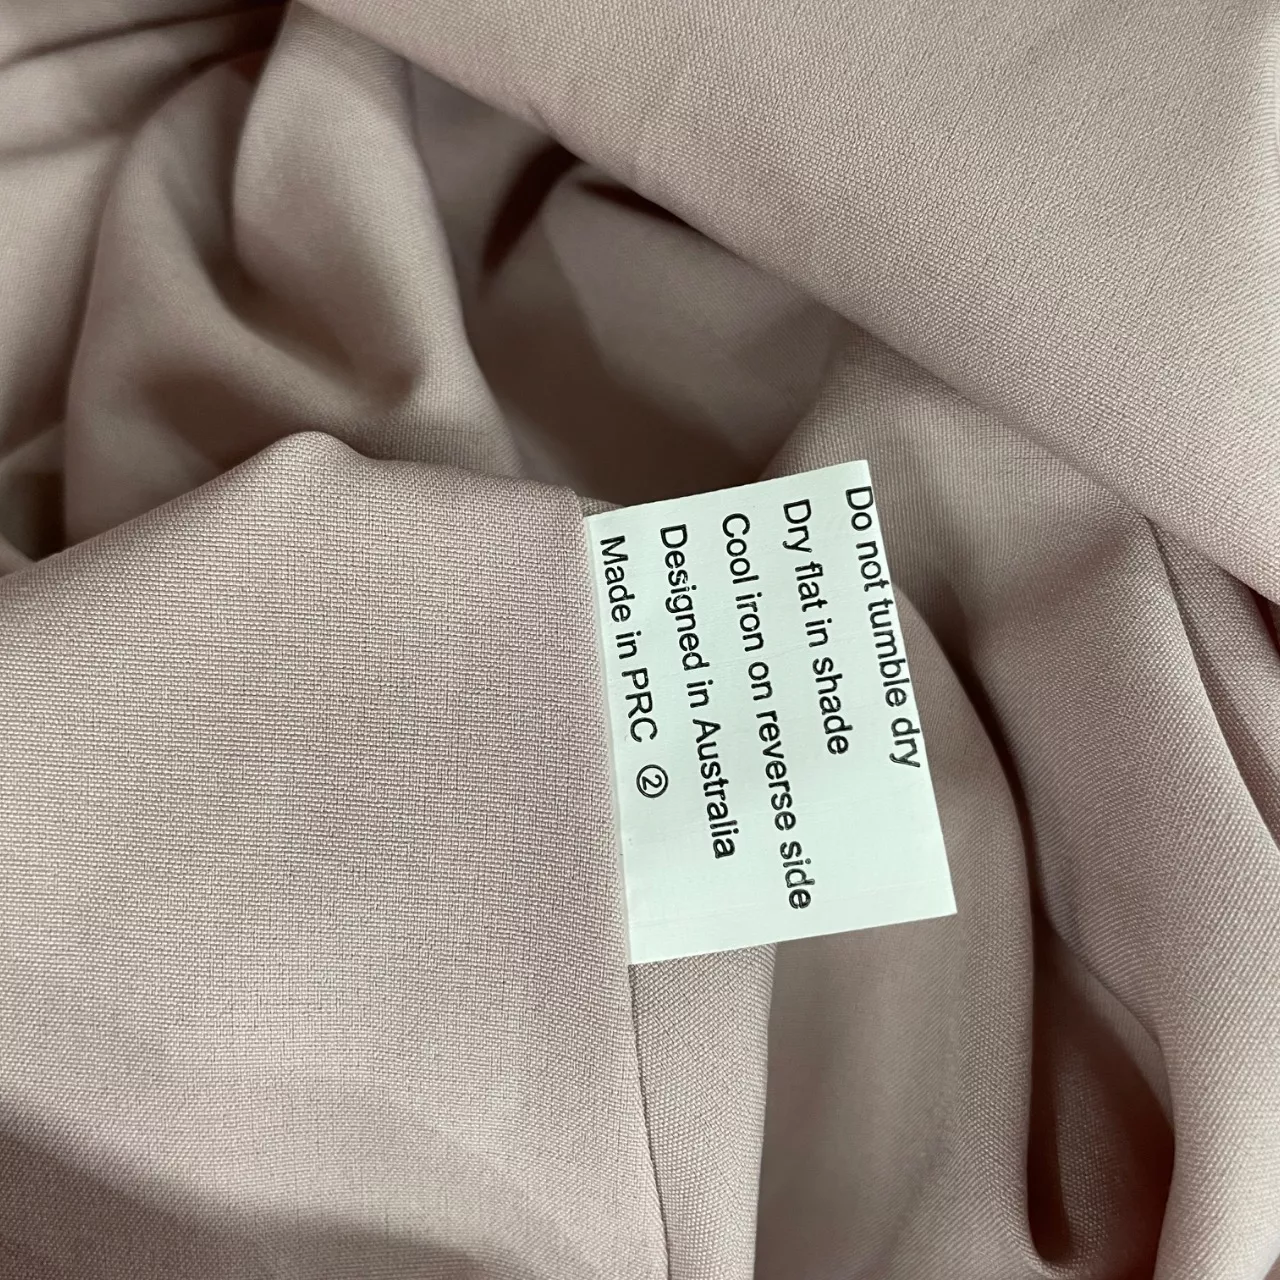 Do not tumble dry
Dry flat in shade
Cool iron on reverse side
Designed in Australia
Made in PRC ②